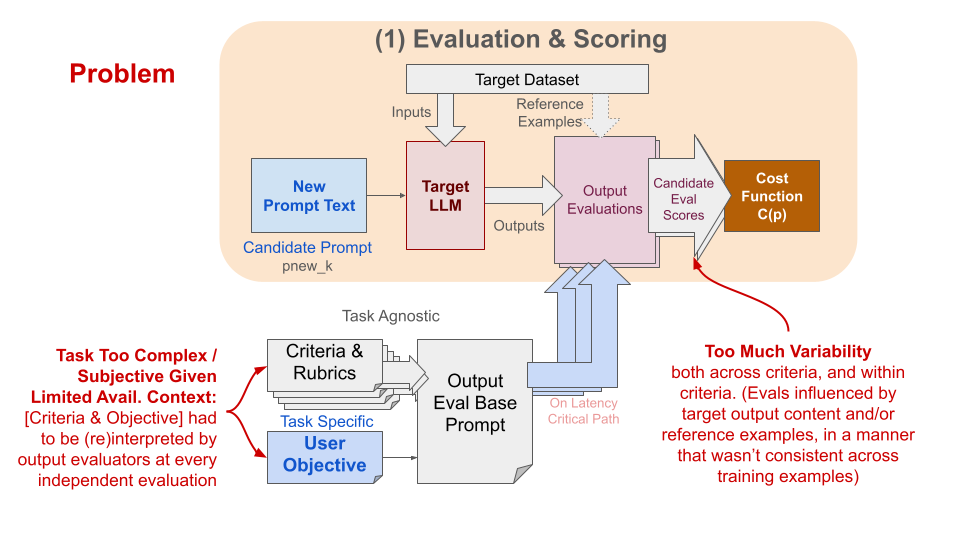 (1) Evaluation & Scoring
Problem
Target Dataset
Inputs
Reference
Examples
New
Prompt Text
Target
LLM
Output
Evaluations
Candidate
Eval
Scores
Cost
Function
C(p)
Outputs
Candidate Prompt
pnew_k
Task Agnostic
Criteria &
Rubrics
Task Specific
User
Objective
Output
Eval Base
Prompt
On Latency
Critical Path
Task Too Complex /
Subjective Given
Limited Avail. Context:
[Criteria & Objective] had
to be (re)interpreted by
output evaluators at every
independent evaluation
Too Much Variability
both across criteria, and within
criteria. (Evals influenced by
target output content and/or
reference examples, in a manner
that wasn't consistent across
training examples)